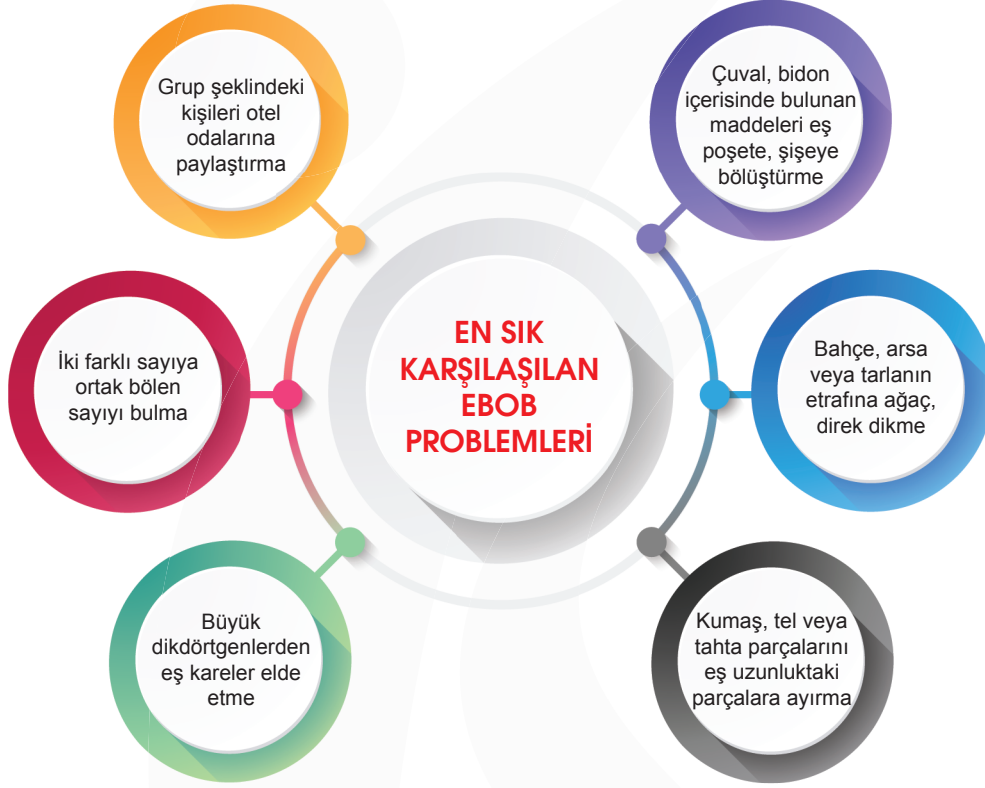 Grup şeklindeki
kişileri otel
odalarına
paylaştırma
Çuval, bidon
içerisinde bulunan
maddeleri eş
poşete, şişeye
bölüştürme
İki farklı sayıya
ortak bölen
sayıyı bulma
EN SIK
KARŞILAŞILAN
EBOB
PROBLEMLERİ
Bahçe, arsa
veya tarlanın
etrafına ağaç,
direk dikme
Büyük
dikdörtgenlerden
eş kareler elde
etme
Kumaş, tel veya
tahta parçalarını
eş uzunluktaki
parçalara ayırma